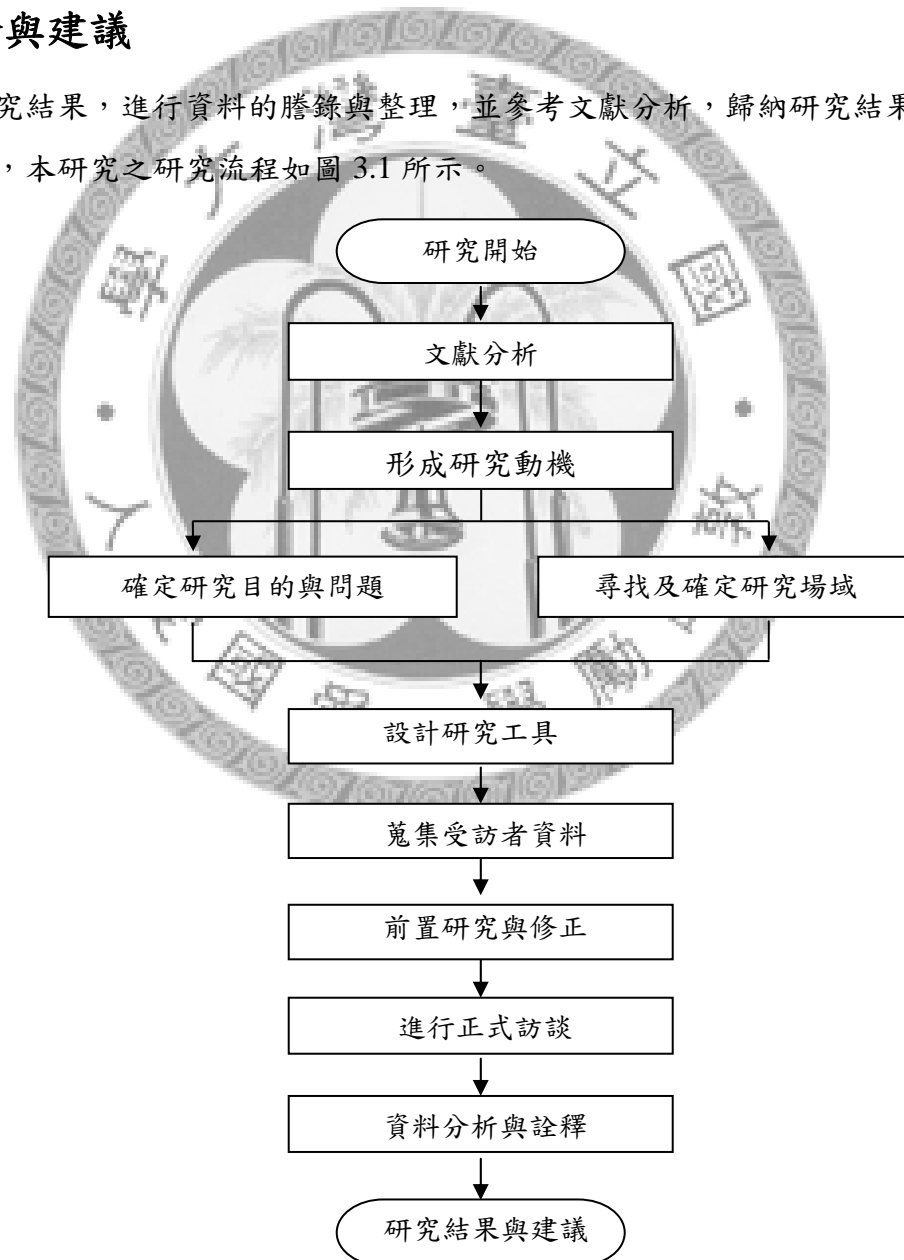 與建議
究結果，進行資料的謄錄與整理，並參考文獻分析，歸納研究結果
，本研究之研究流程如圖 3.1 所示。
研究開始
文獻分析
形成研究動機
確定研究目的與問題
尋找及確定研究場域
設計研究工具
蒐集受訪者資料
前置研究與修正
進行正式訪談
資料分析與詮釋
研究結果與建議
灣 臺
大 立
學 國